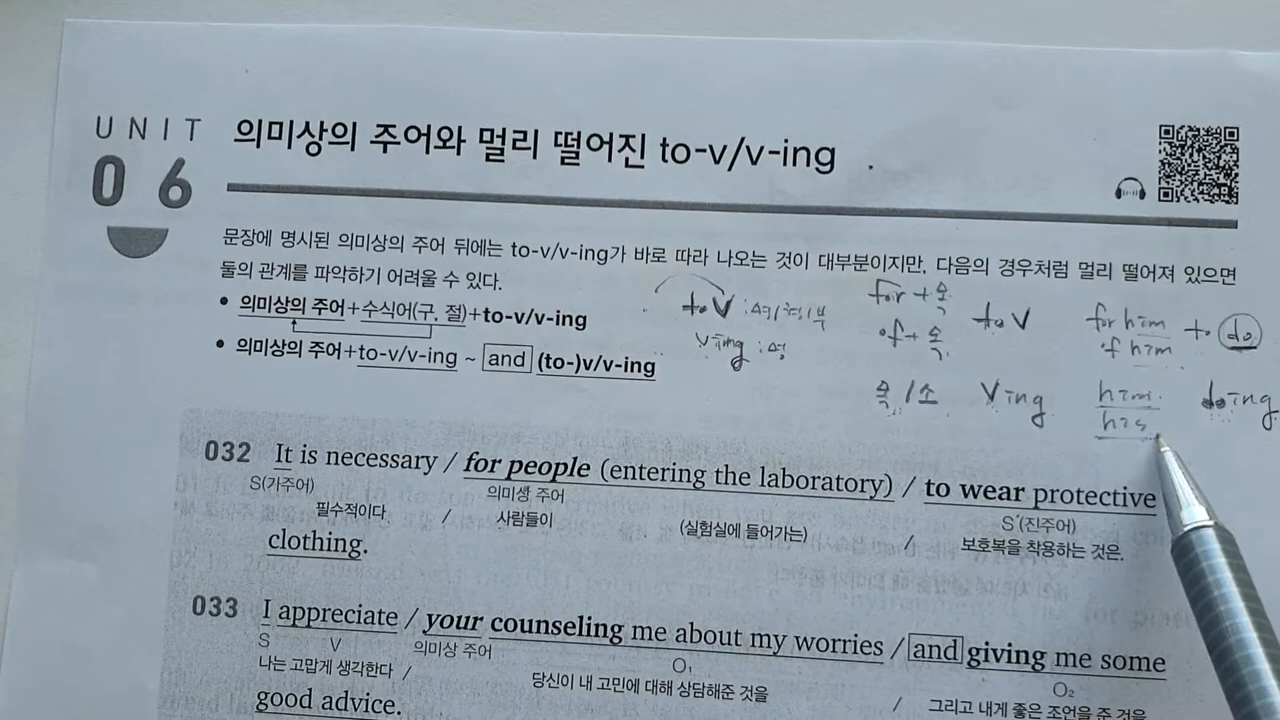 UNIT
06
의미상의 주어와 멀리 떨어진 to-v/v-ing
문장에 명시된 의미상의 주어 뒤에는 to-v/v-ing가 바로 따라 나오는 것이 대부분이지만, 다음의 경우처럼 멀리 떨어져 있으면
둘의 관계를 파악하기 어려울 수 있다.
• 의미상의 주어+수식어(구, 절)+to-v/v-ing
• 의미상의 주어+to-v/v-ing ~ and (to-)v/v-ing
to V : 명/형/부
Ving : 명
for + 목
of + 목
to V
for him
of him
to do
목/소 Ving
him
his
doing
032 It is necessary / for people (entering the laboratory) / to wear protective
S(가주어) 의미상 주어 S´(진주어)
필수적이다 / 사람들이 (실험실에 들어가는) / 보호복을 착용하는 것은.
clothing.
033 I appreciate / your counseling me about my worries / and giving me some
S V 의미상 주어 O₁ O₂
나는 고맙게 생각한다 / 당신이 내 고민에 대해 상담해준 것을 / 그리고 내게 좋은 조언을 준 것을
good advice.